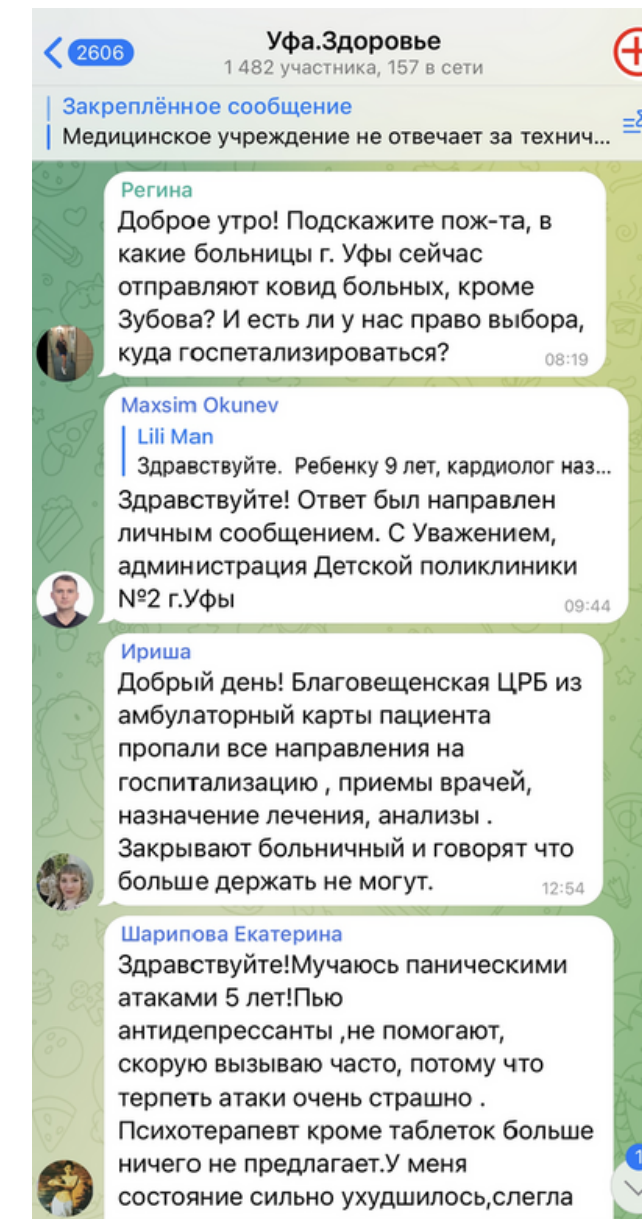 2606
Уфа.Здоровье
1 482 участника, 157 в сети
Закреплённое сообщение
Медицинское учреждение не отвечает за технич...
Регина
Доброе утро! Подскажите пож-та, в
какие больницы г. Уфы сейчас
отправляют ковид больных, кроме
Зубова? И есть ли у нас право выбора,
куда госпетализироваться?
08:19
Maxsim Okunev
Lili Man
Здравствуйте. Ребенку 9 лет, кардиолог наз...
Здравствуйте! Ответ был направлен
личным сообщением. С Уважением,
администрация Детской поликлиники
№2 г.Уфы
09:44
Ириша
Добрый день! Благовещенская ЦРБ из
амбулаторный карты пациента
пропали все направления на
госпитализацию , приемы врачей,
назначение лечения, анализы .
Закрывают больничный и говорят что
больше держать не могут.
12:54
Шарипова Екатерина
Здравствуйте!Мучаюсь паническими
атаками 5 лет!Пью
антидепрессанты ,не помогают,
скорую вызываю часто, потому что
терпеть атаки очень страшно .
Психотерапевт кроме таблеток больше
ничего не предлагает.У меня
состояние сильно ухудшилось,слегла